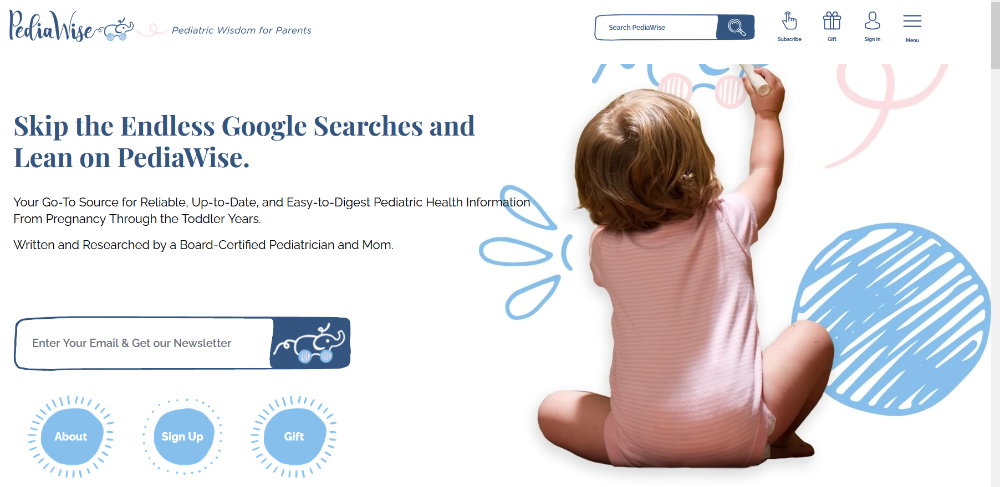 PediaWise
Pediatric Wisdom for Parents
Search PediaWise
Subscribe
Gift
Sign In
Menu
Skip the Endless Google Searches and
Lean on PediaWise.
Your Go-To Source for Reliable, Up-to-Date, and Easy-to-Digest Pediatric Health Information
From Pregnancy Through the Toddler Years.
Written and Researched by a Board-Certified Pediatrician and Mom.
Enter Your Email & Get our Newsletter
About
Sign Up
Gift